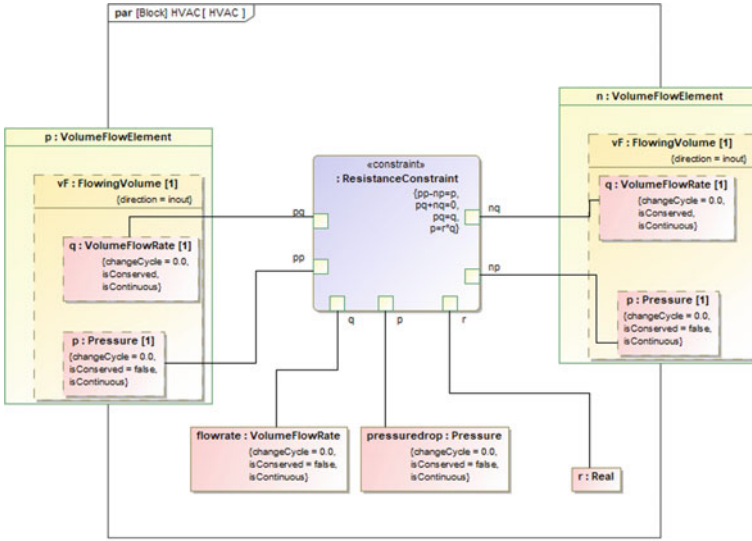 par [Block] HVAC [ HVAC ]
p : VolumeFlowElement
vF : FlowingVolume [1]
{direction = inout}
q : VolumeFlowRate [1]
{changeCycle = 0.0,
isConserved,
isContinuous}
p : Pressure [1]
{changeCycle = 0.0,
isConserved = false,
isContinuous}
pq
pp
«constraint»
: ResistanceConstraint
{pp-np=p,
pq+nq=0,
pq=q,
p=r*q}
nq
np
q
p
r
n : VolumeFlowElement
vF : FlowingVolume [1]
{direction = inout}
q : VolumeFlowRate [1]
{changeCycle = 0.0,
isConserved,
isContinuous}
p : Pressure [1]
{changeCycle = 0.0,
isConserved = false,
isContinuous}
flowrate : VolumeFlowRate
{changeCycle = 0.0,
isConserved = false,
isContinuous}
pressuredrop : Pressure
{changeCycle = 0.0,
isConserved = false,
isContinuous}
r : Real